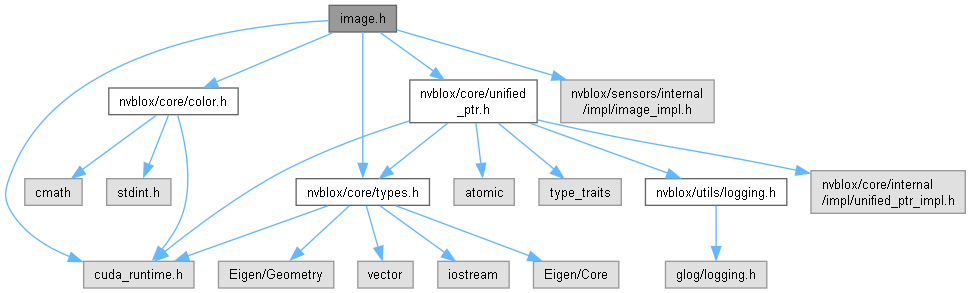 image.h
nvblox/core/color.h
nvblox/core/unified
_ptr.h
nvblox/sensors/internal
/impl/image_impl.h
cmath
stdint.h
nvblox/core/types.h
atomic
type_traits
nvblox/utils/logging.h
nvblox/core/internal
/impl/unified_ptr_impl.h
cuda_runtime.h
Eigen/Geometry
vector
iostream
Eigen/Core
glog/logging.h